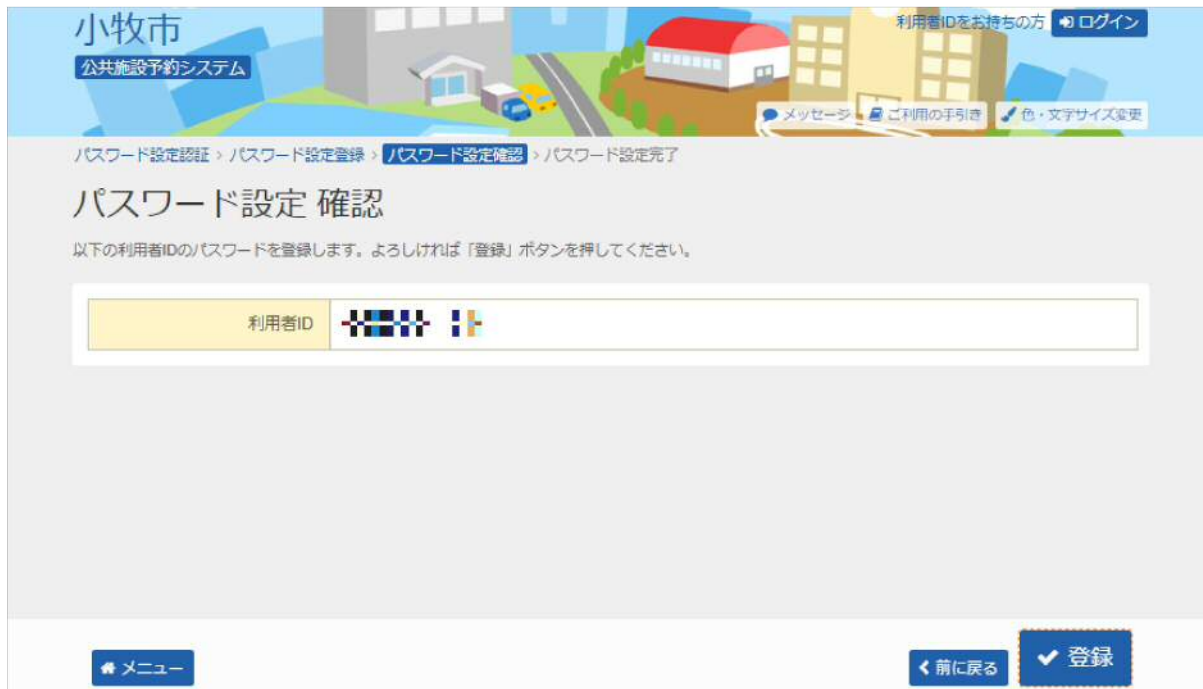 小牧市
利用者IDをお持ちの方 ログイン
公共施設予約システム
メッセージ ご利用の手引き 色・文字サイズ変更
パスワード設定認証 > パスワード設定登録 > パスワード設定確認 > パスワード設定完了
パスワード設定 確認
以下の利用者IDのパスワードを登録します。よろしければ「登録」ボタンを押してください。
利用者ID
メニュー
前に戻る
登録